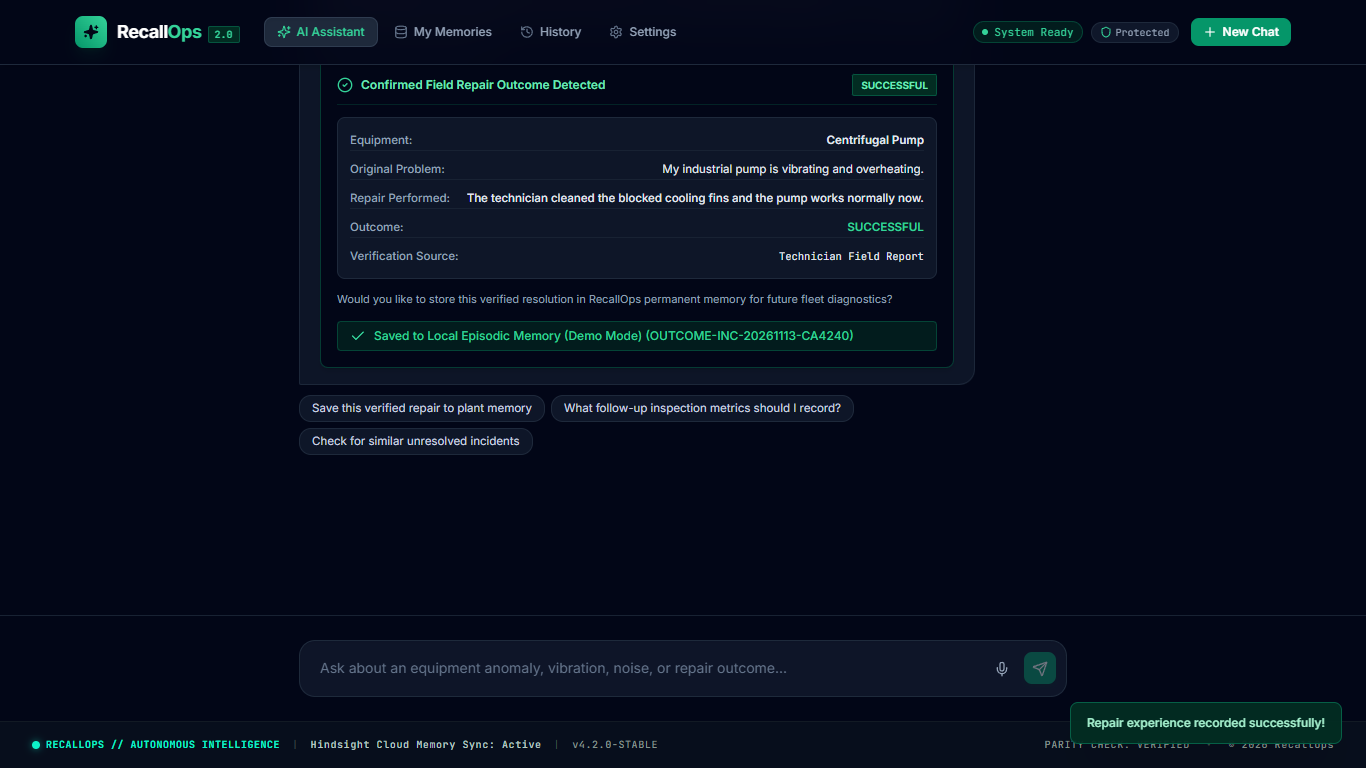 RecallOps 2.0
AI Assistant
My Memories
History
Settings
System Ready
Protected
New Chat
Confirmed Field Repair Outcome Detected
SUCCESSFUL
Equipment: Centrifugal Pump
Original Problem: My industrial pump is vibrating and overheating.
Repair Performed: The technician cleaned the blocked cooling fins and the pump works normally now.
Outcome: SUCCESSFUL
Verification Source: Technician Field Report
Would you like to store this verified resolution in RecallOps permanent memory for future fleet diagnostics?
Saved to Local Episodic Memory (Demo Mode) (OUTCOME-INC-20261113-CA4240)
Save this verified repair to plant memory
What follow-up inspection metrics should I record?
Check for similar unresolved incidents
Ask about an equipment anomaly, vibration, noise, or repair outcome...
Repair experience recorded successfully!
RECALLOPS // AUTONOMOUS INTELLIGENCE | Hindsight Cloud Memory Sync: Active | v4.2.0-STABLE
PARITY CHECK: VERIFIED · © 2026 RecallOps